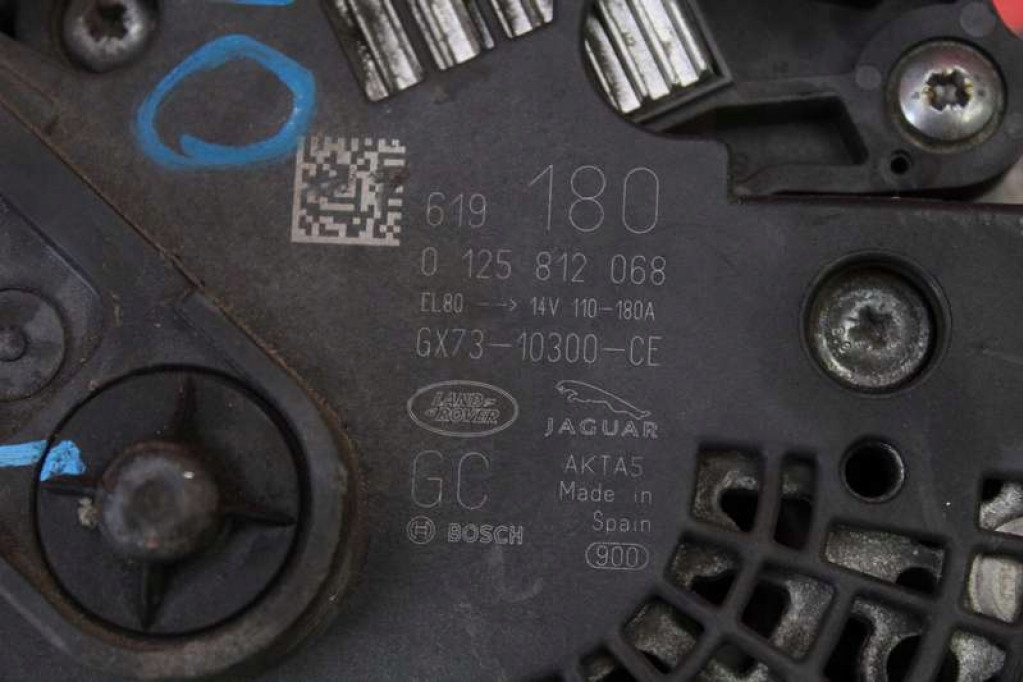 619 180
0 125 812 068
EL80 --> 14V 110-180A
GX73-10300-CE
LAND ROVER JAGUAR
GC AKTA5
Made in
Spain
BOSCH
900